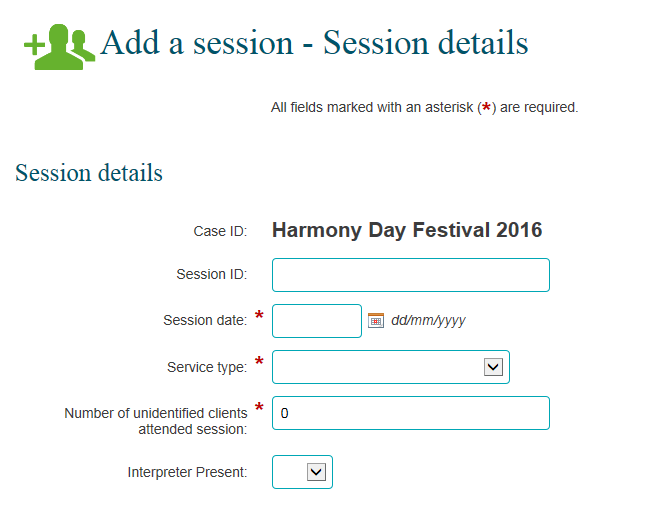 Add a session - Session details
All fields marked with an asterisk (*) are required.
Session details
Case ID: Harmony Day Festival 2016
Session ID:
Session date: * dd/mm/yyyy
Service type: *
Number of unidentified clients * 0
attended session:
Interpreter Present: